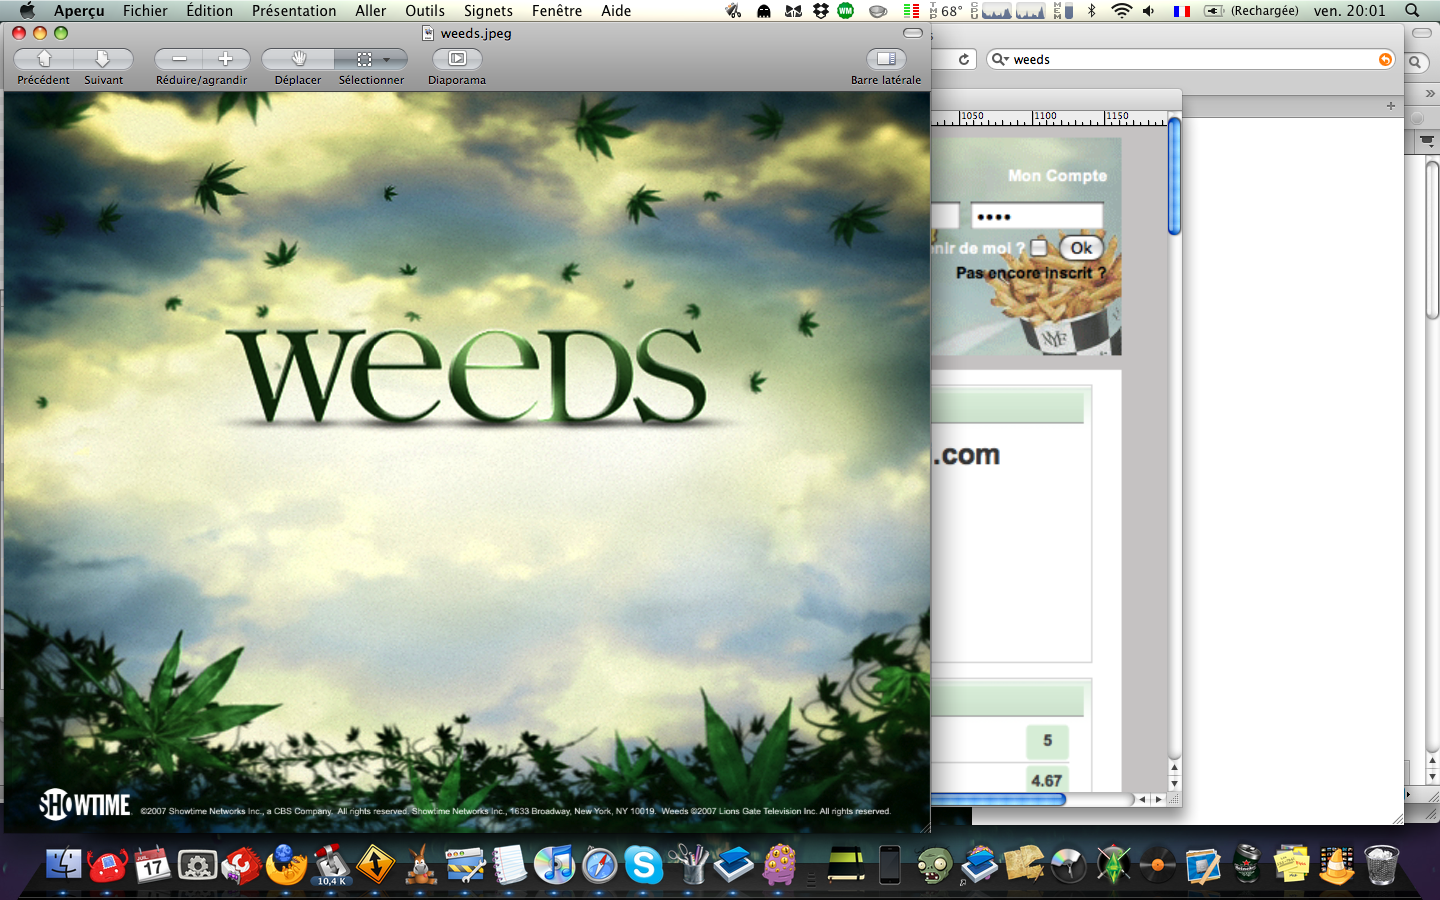 Aperçu Fichier Édition Présentation Aller Outils Signets Fenêtre Aide 68° (Rechargée) ven. 20:01
weeds.jpeg
Précédent Suivant Réduire/agrandir Déplacer Sélectionner Diaporama Barre latérale
weeds
1050 1100 1150
Mon Compte
nir de moi ? Ok
Pas encore inscrit ?
NYF
WEEDS
.com
5
4.67
SHOWTIME ©2007 Showtime Networks Inc., a CBS Company. All rights reserved. Showtime Networks Inc., 1633 Broadway, New York, NY 10019. Weeds ©2007 Lions Gate Television Inc. All rights reserved.
JUIL.
17
10,4 K